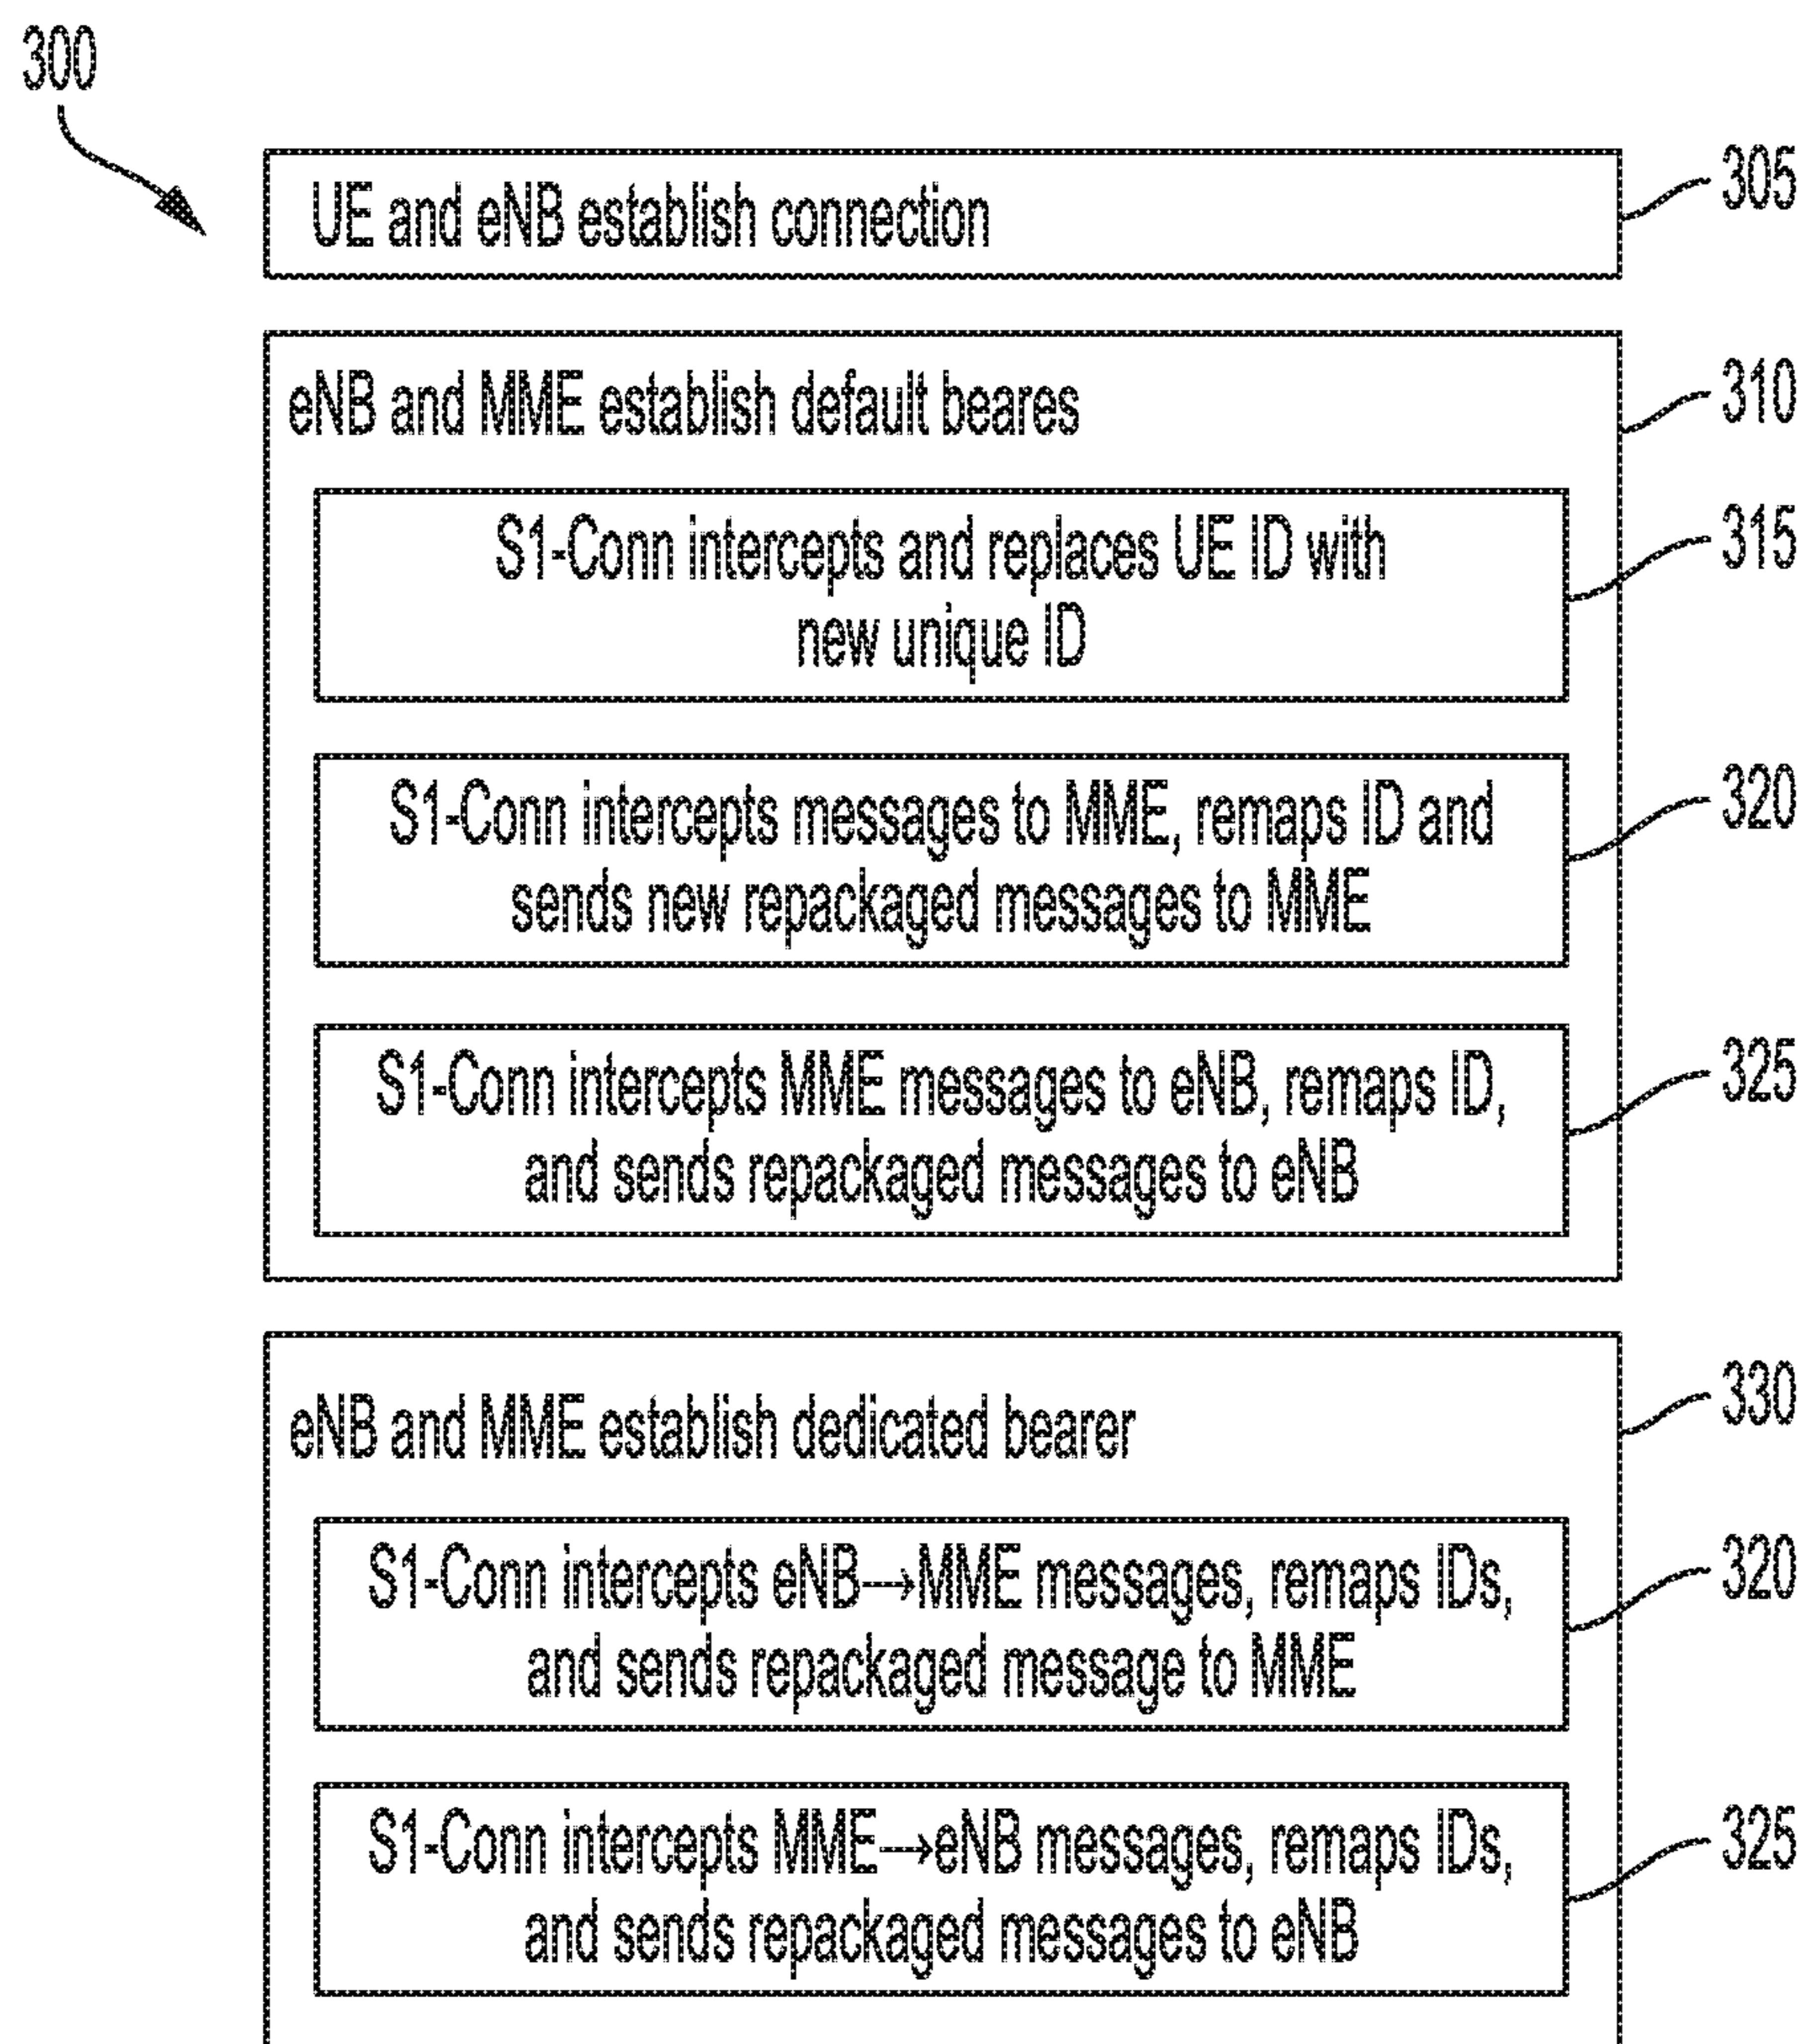 300
UE and eNB establish connection
305
eNB and MME establish default beares
310
S1-Conn intercepts and replaces UE ID with
new unique ID
315
S1-Conn intercepts messages to MME, remaps ID and
sends new repackaged messages to MME
320
S1-Conn intercepts MME messages to eNB, remaps ID,
and sends repackaged messages to eNB
325
eNB and MME establish dedicated bearer
330
S1-Conn intercepts eNB→MME messages, remaps IDs,
and sends repackaged message to MME
320
S1-Conn intercepts MME→eNB messages, remaps IDs,
and sends repackaged messages to eNB
325